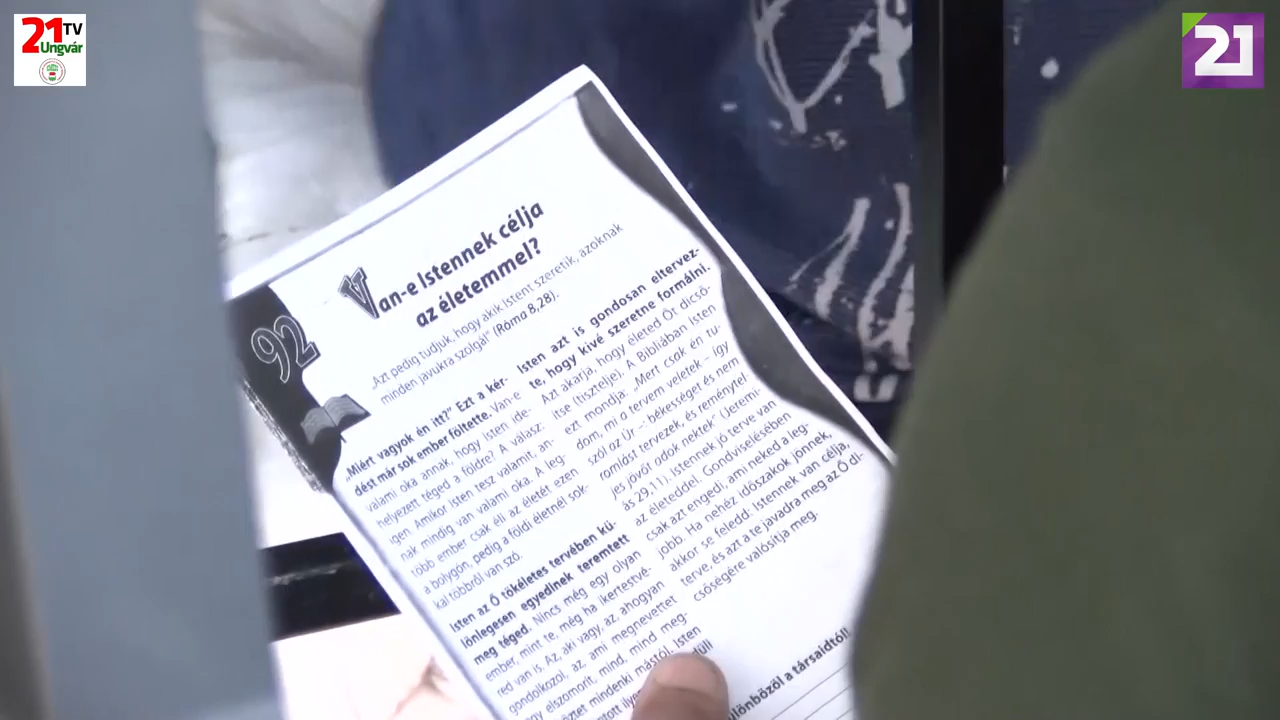 21 TV
Ungvár
21
92
Van-e Istennek célja
az életemmel?
„Azt pedig tudjuk, hogy akik Istent szeretik, azoknak
minden javukra szolgál” (Róma 8,28).
„Miért vagyok én itt?” Ezt a kér-
dést már sok ember föltette. Van-e
valami oka annak, hogy Isten ide-
helyezett téged a földre? A válasz:
igen. Amikor Isten tesz valamit, an-
nak mindig van valami oka. A leg-
több ember csak éli az életét ezen
a bolygón, pedig a földi életnél sok-
kal többről van szó.
Isten az Ő tökéletes tervében kü-
lönlegesen egyedinek teremtett
meg téged. Nincs még egy olyan
ember, mint te, még ha ikertestvé-
red van is. Az, aki vagy, az, ahogyan
gondolkozol, az, ami megnevettet
vagy elszomorít, mind, mind meg-
mindenki mástól. Isten
Isten azt is gondosan eltervez-
te, hogy kivé szeretne formálni.
Azt akarja, hogy életed Őt dicső-
ítse (tisztelje). A Bibliában Isten
ezt mondja: „Mert csak én tu-
dom, mi a tervem veletek – így
szól az Úr –: békességet és nem
romlást tervezek, és reménytel-
jes jövőt adok nektek” (Jeremi-
ás 29,11). Istennek jó terve van
az életeddel. Gondviselésében
csak azt engedi, ami neked a leg-
jobb. Ha nehéz időszakok jönnek,
akkor se feledd: Istennek van célja,
terve, és azt a te javadra meg az Ő di-
csőségére valósítja meg.
különbözöl a társaidtól!